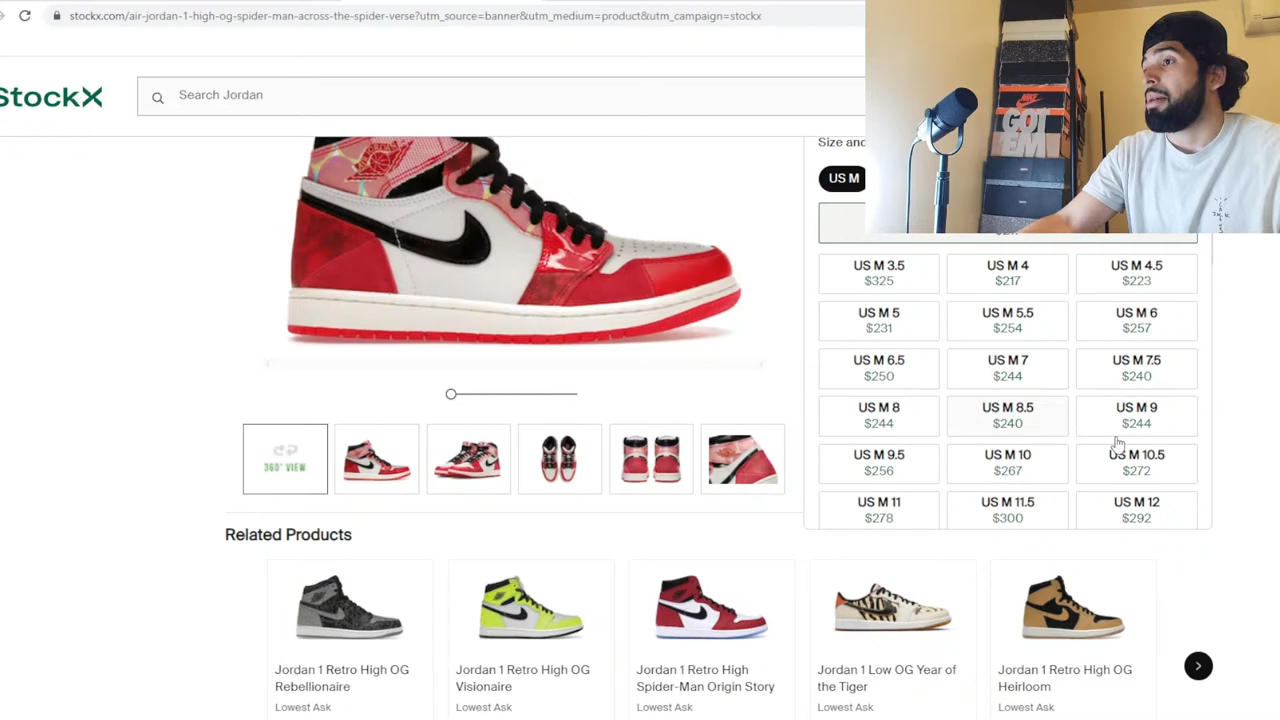 stockx.com/air-jordan-1-high-og-spider-man-across-the-spider-verse?utm_source=banner&utm_medium=product&utm_campaign=stockx
StockX
Search Jordan
GOT
EM
Size and
US M
US M 3.5
$325
US M 4
$217
US M 4.5
$223
US M 5
$231
US M 5.5
$254
US M 6
$257
US M 6.5
$250
US M 7
$244
US M 7.5
$240
US M 8
$244
US M 8.5
$240
US M 9
$244
US M 9.5
$256
US M 10
$267
US M 10.5
$272
US M 11
$278
US M 11.5
$300
US M 12
$292
360° VIEW
Related Products
Jordan 1 Retro High OG
Rebellionaire
Lowest Ask
Jordan 1 Retro High OG
Visionaire
Lowest Ask
Jordan 1 Retro High
Spider-Man Origin Story
Lowest Ask
Jordan 1 Low OG Year of
the Tiger
Lowest Ask
Jordan 1 Retro High OG
Heirloom
Lowest Ask